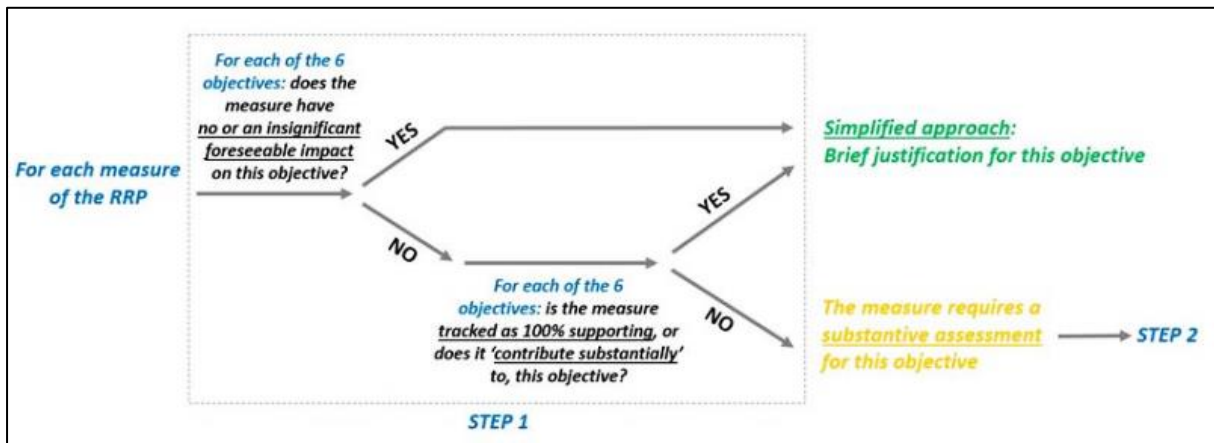 For each measure
of the RRP
For each of the 6
objectives: does the
measure have
no or an insignificant
foreseeable impact
on this objective?
YES
NO
For each of the 6
objectives: is the measure
tracked as 100% supporting, or
does it ‘contribute substantially’
to, this objective?
YES
NO
Simplified approach:
Brief justification for this objective
The measure requires a
substantive assessment
for this objective
STEP 2
STEP 1